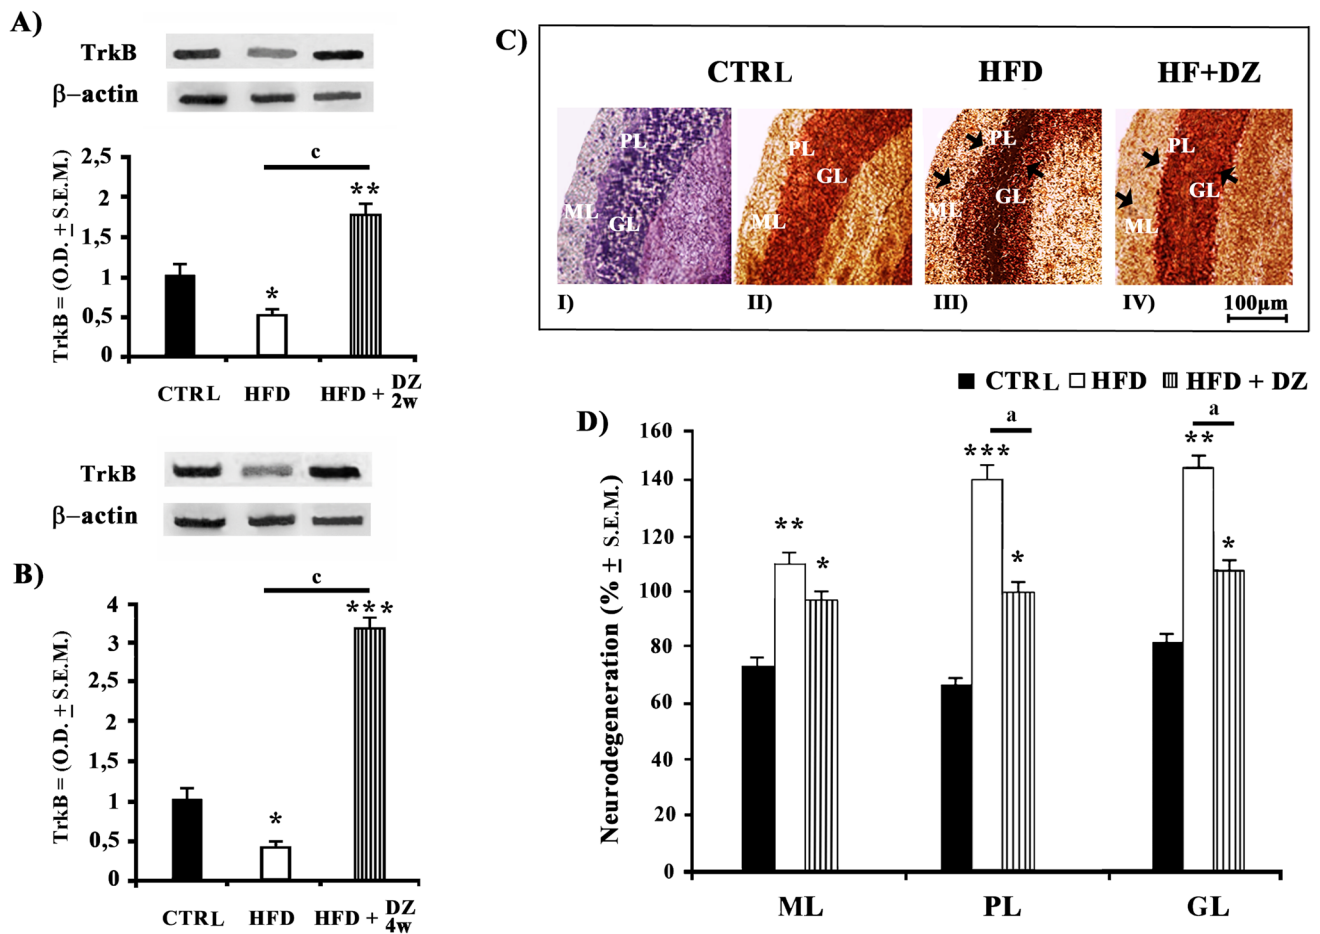 A)
TrkB
β–actin
c
**
*
TrkB = (O.D. ± S.E.M.)
2,5
2
1,5
1
0,5
0
CTRL HFD HFD + DZ 2w
TrkB
β–actin
B)
c
***
*
TrkB = (O.D. ± S.E.M.)
4
3
2,5
2
1,5
1
0,5
0
CTRL HFD HFD + DZ 4w
C)
CTRL HFD HF+DZ
PL
ML
GL
PL
GL
ML
PL
GL
ML
PL
GL
ML
I) II) III) IV)
100µm
CTRL HFD HFD + DZ
D)
a
a
***
**
**
*
*
*
Neurodegeneration (% ± S.E.M.)
160
140
120
100
80
60
40
20
0
ML PL GL